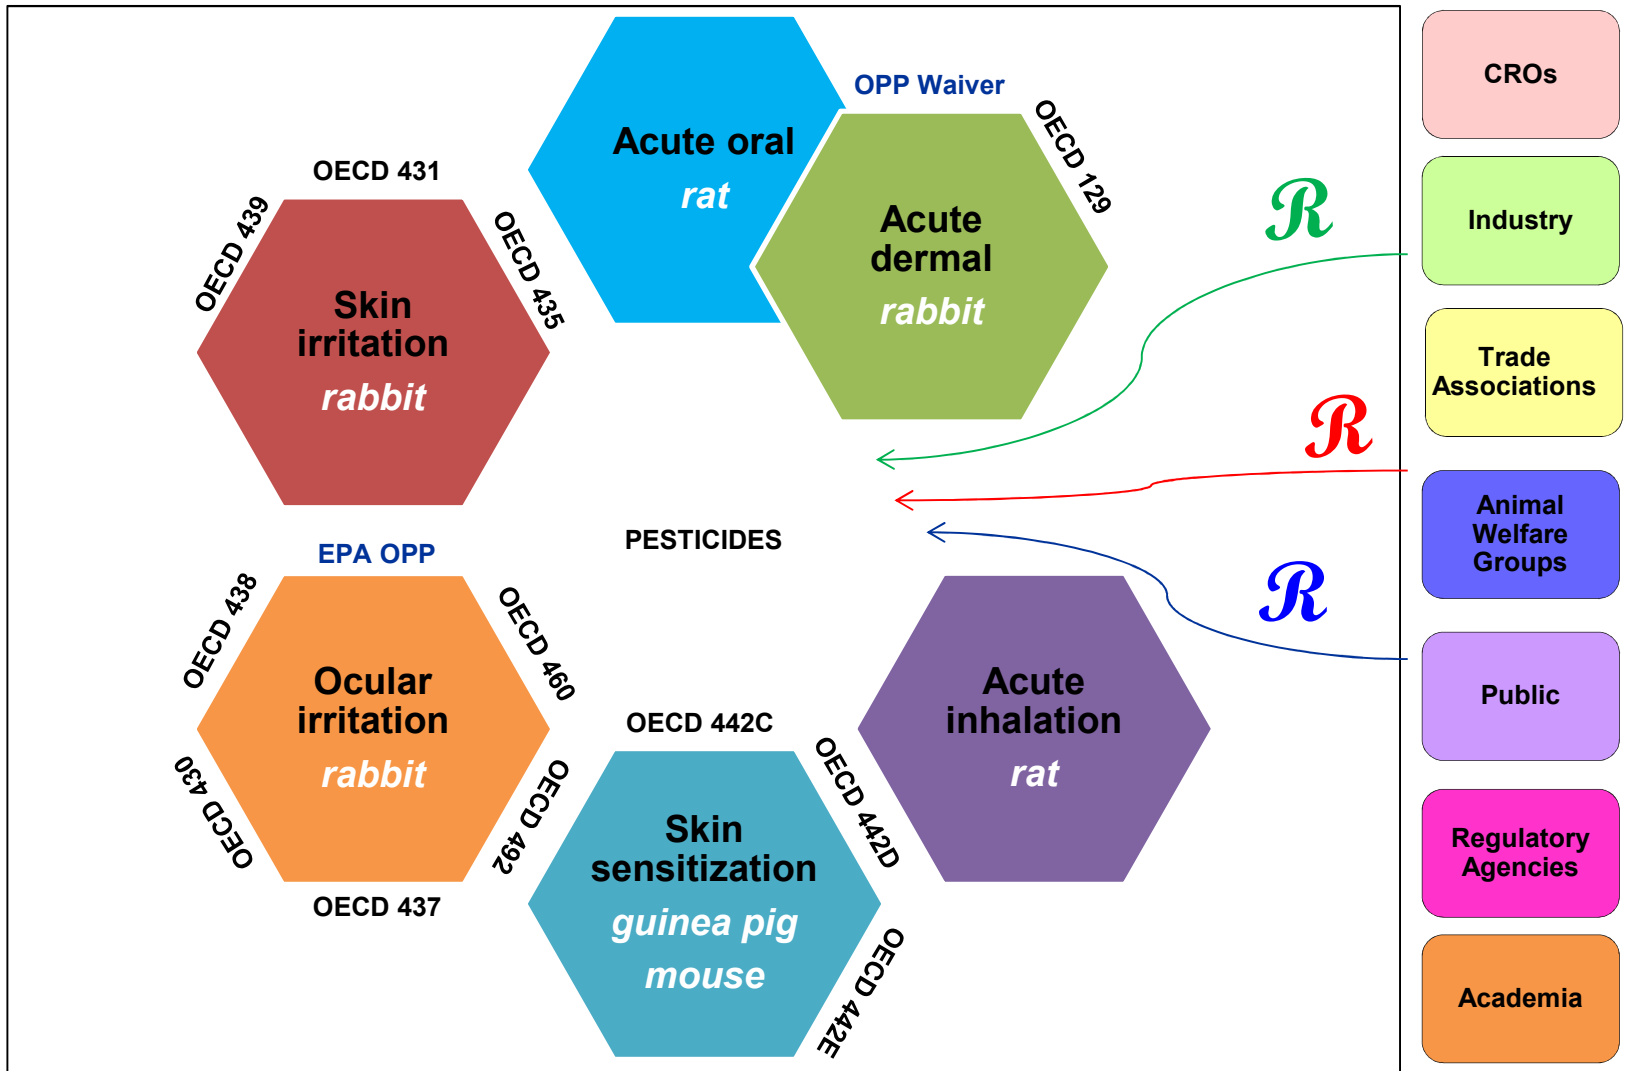 OPP Waiver
Acute oral
rat
OECD 129
Acute
dermal
rabbit
OECD 431
OECD 439
OECD 435
Skin
irritation
rabbit
PESTICIDES
EPA OPP
OECD 438
OECD 460
Ocular
irritation
rabbit
OECD 430
OECD 492
OECD 437
OECD 442C
OECD 442D
Skin
sensitization
guinea pig
mouse
OECD 442E
Acute
inhalation
rat
R
R
R
CROs
Industry
Trade
Associations
Animal
Welfare
Groups
Public
Regulatory
Agencies
Academia